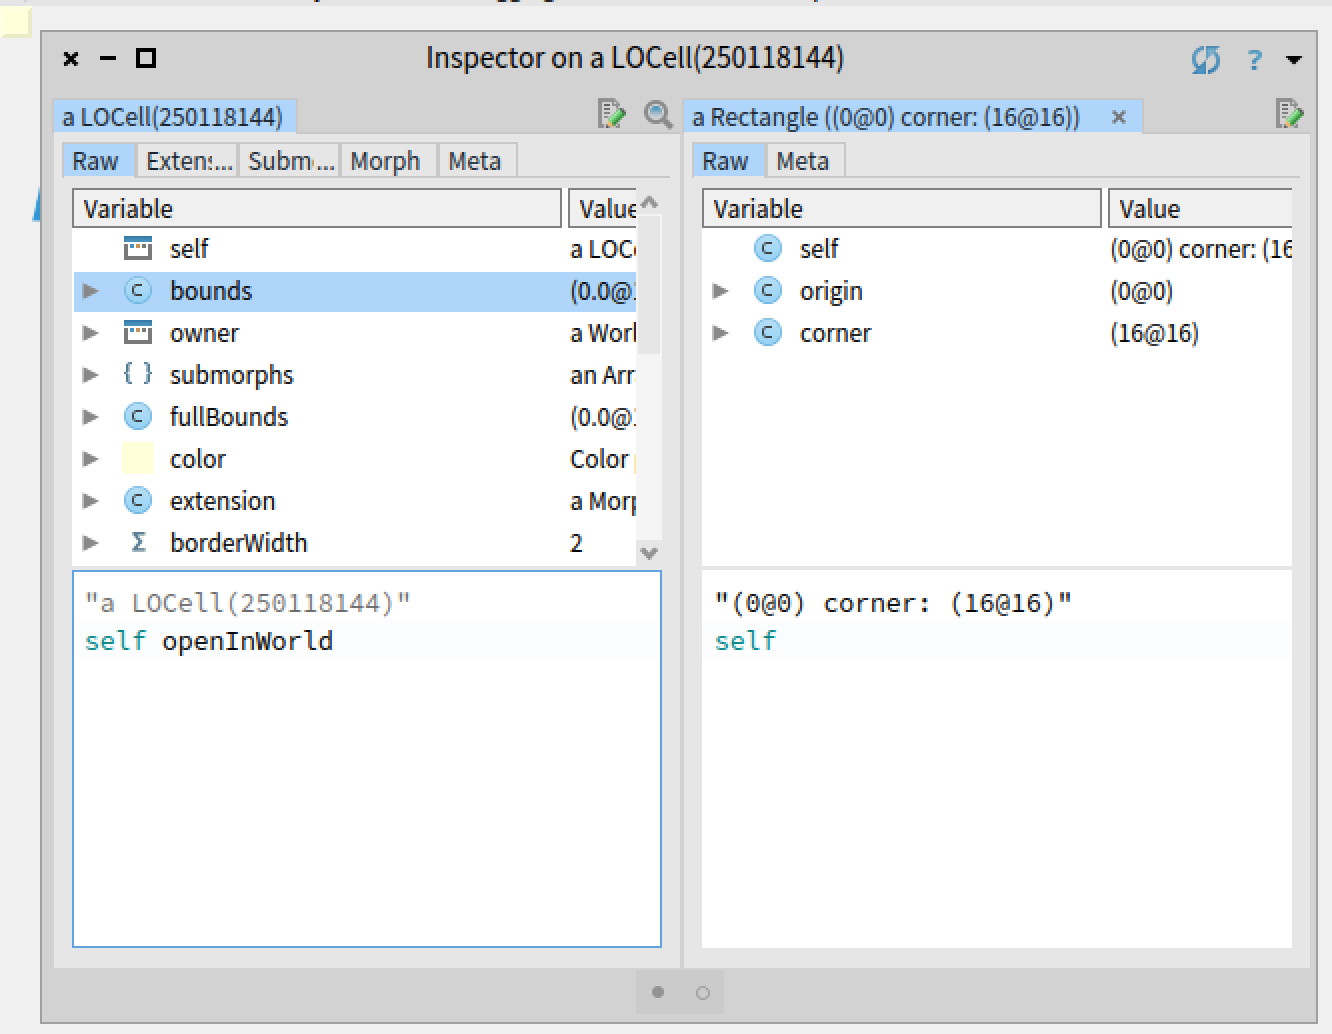 Inspector on a LOCell(250118144)
?
a LOCell(250118144)
a Rectangle ((0@0) corner: (16@16))
Raw Exten:... Subm... Morph Meta
Raw Meta
Variable Value
self a LOC
bounds (0.0@
owner a Worl
submorphs an Arr
fullBounds (0.0@
color Color
extension a Morp
borderWidth 2
Variable Value
self (0@0) corner: (16
origin (0@0)
corner (16@16)
"a LOCell(250118144)"
self openInWorld
"(0@0) corner: (16@16)"
self